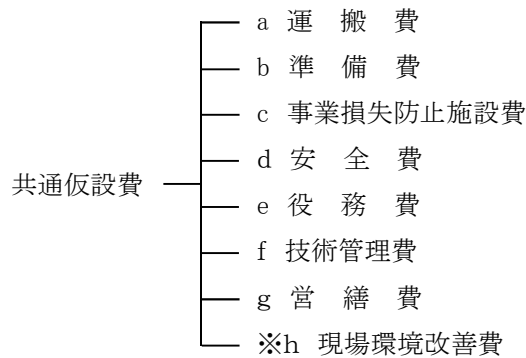 a 運 搬 費
b 準 備 費
c 事業損失防止施設費
d 安 全 費
共通仮設費
e 役 務 費
f 技術管理費
g 営 繕 費
※h 現場環境改善費